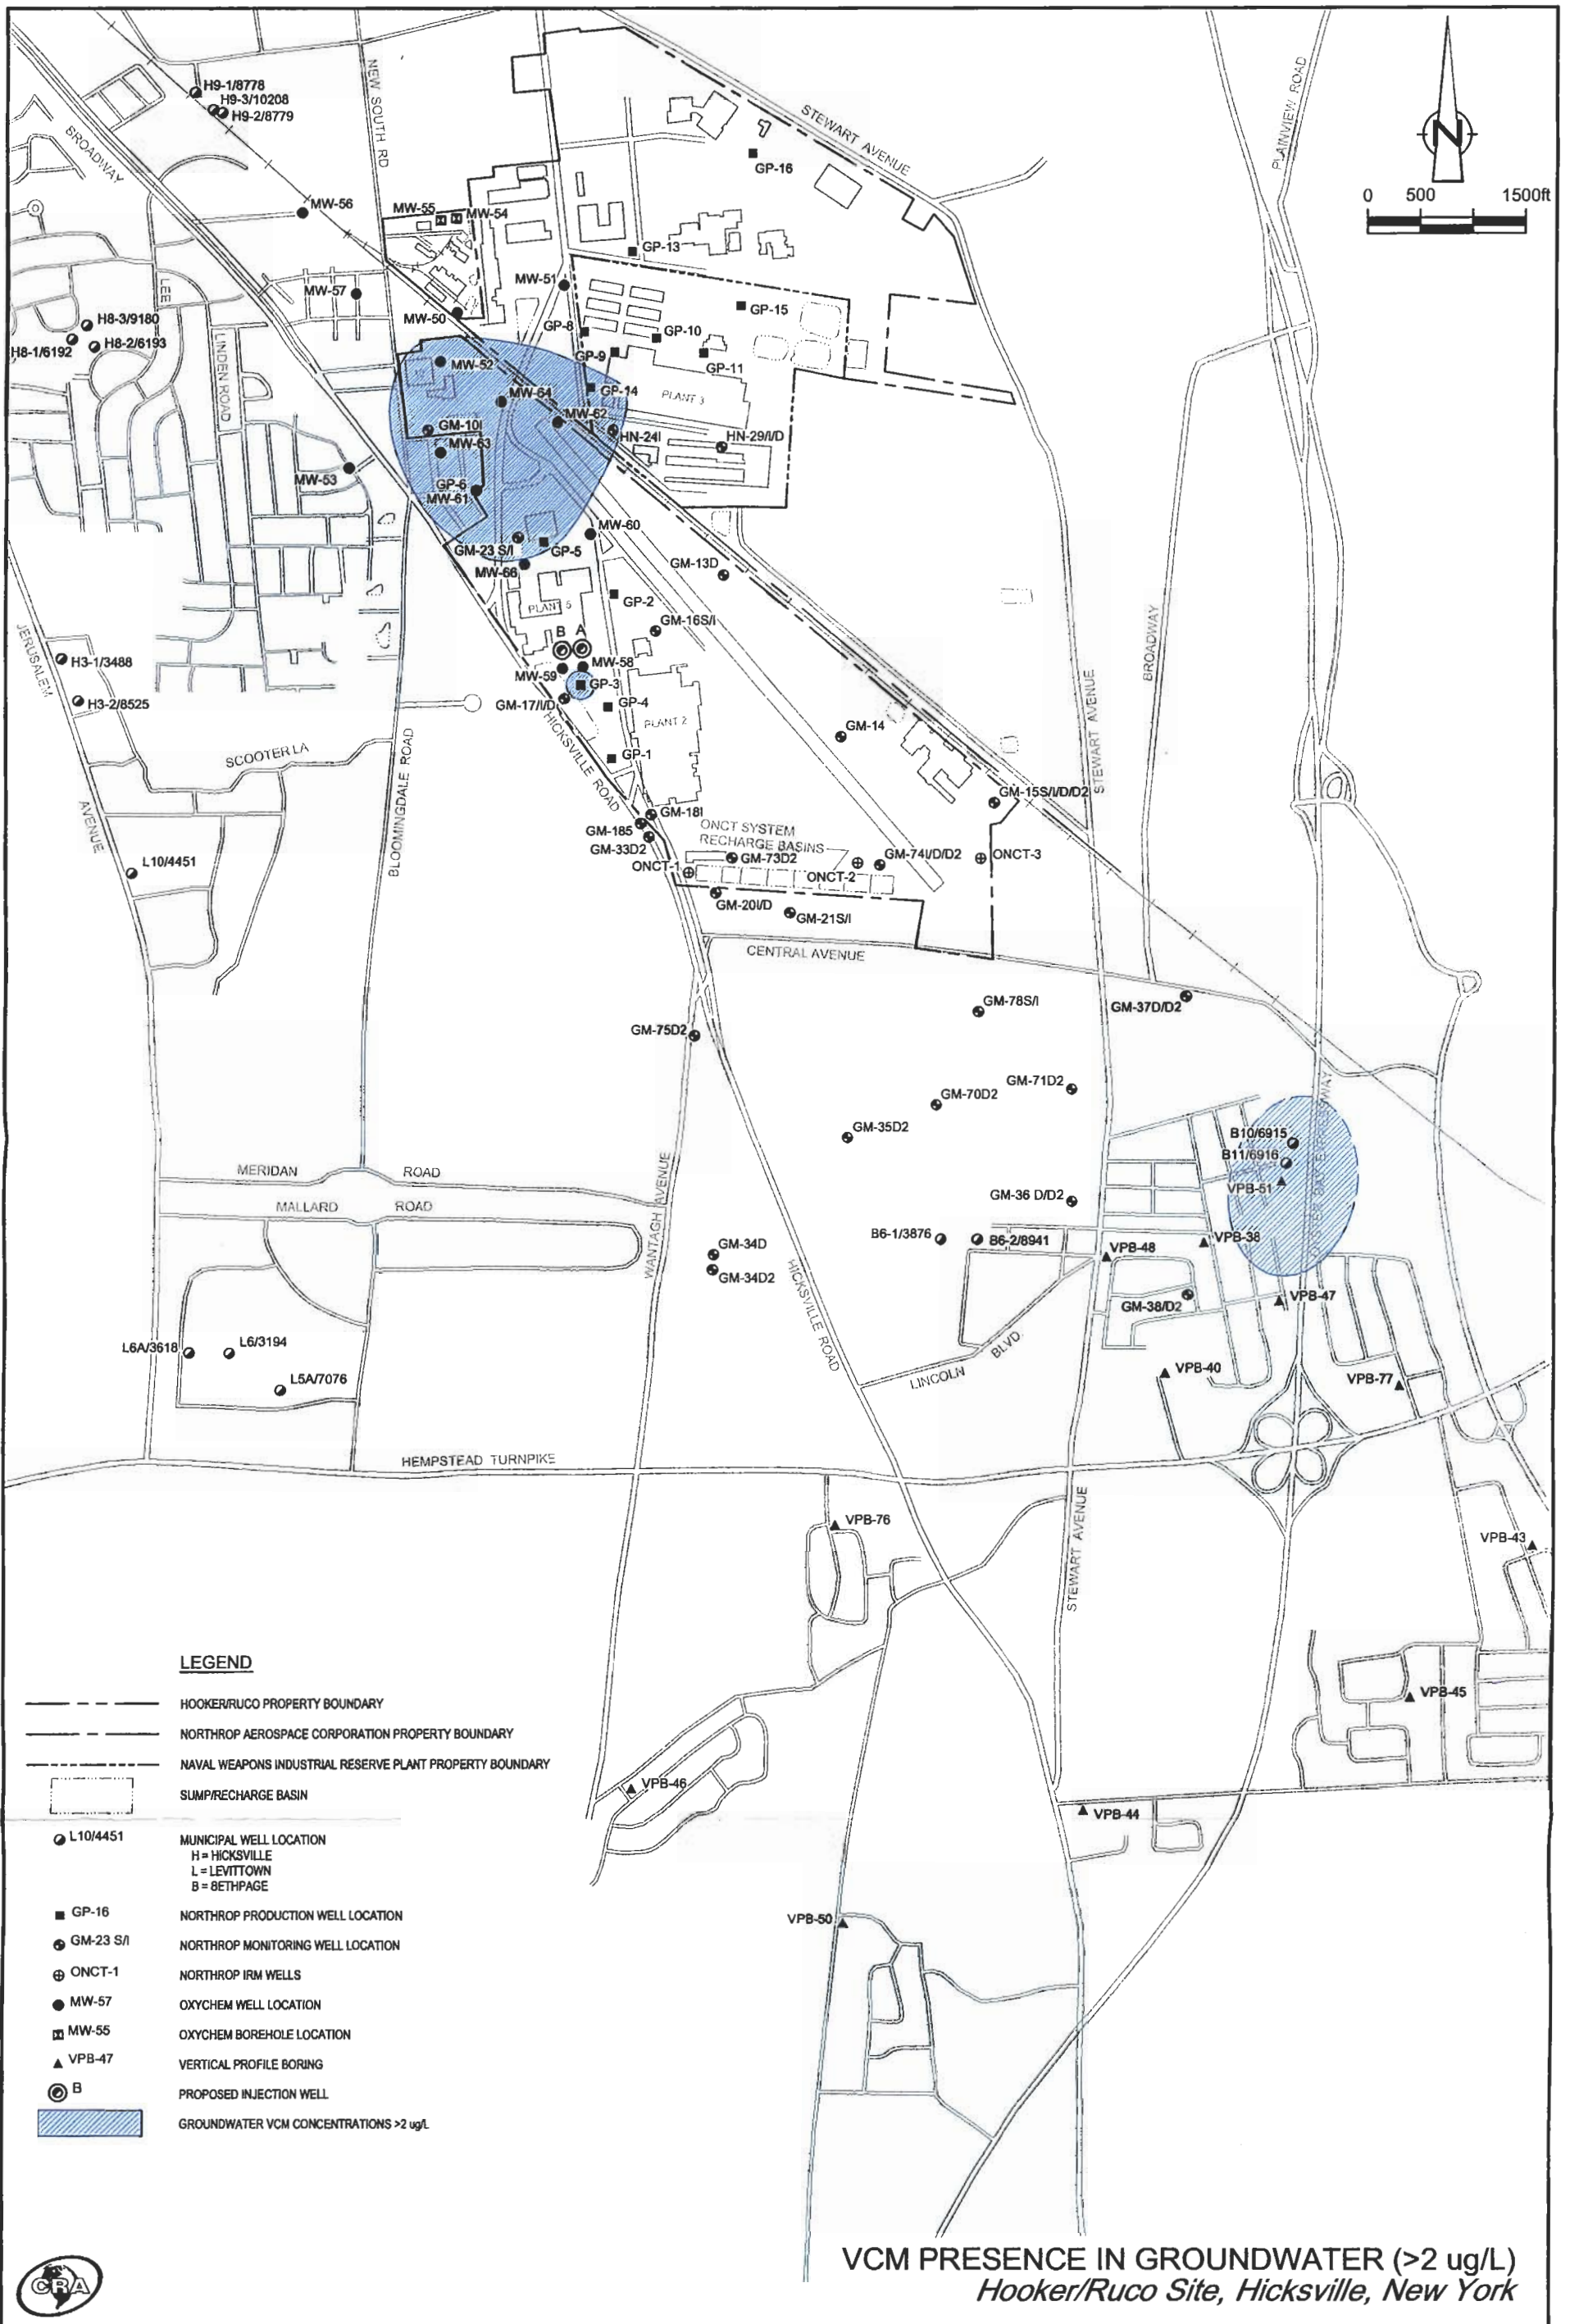 NEW SOUTH RD
H9-1/8778
H9-3/10208
H9-2/8779
BROADWAY
STEWART AVENUE
PLAINVIEW ROAD
N
0 500 1500ft
GP-16
MW-56
MW-55
MW-54
GP-13
LEE
MW-57
MW-51
MW-50
GP-15
H8-3/9180
H8-1/6192
H8-2/6193
LINDEN ROAD
GP-8
GP-10
GP-9
GP-11
MW-52
GP-14
PLANT 3
MW-64
MW-62
GM-10I
HN-24I
HN-29/I/D
MW-63
MW-53
GP-6
MW-61
MW-60
GM-23 S/I
GP-5
MW-66
GM-13D
PLANT 5
GP-2
GM-16S/I
B A
JERUSALEM
H3-1/3488
MW-58
MW-59
GP-3
H3-2/8525
GM-17/I/D
GP-4
PLANT 2
BROADWAY
STEWART AVENUE
HICKSVILLE ROAD
GM-14
SCOOTER LA
BLOOMINGDALE ROAD
GP-1
AVENUE
GM-15S/I/D/D2
GM-18I
GM-185
GM-33D2
ONCT SYSTEM
RECHARGE BASINS
L10/4451
GM-73D2
GM-74I/D/D2
ONCT-3
ONCT-1
ONCT-2
GM-20I/D
GM-21S/I
CENTRAL AVENUE
GM-78S/I
GM-37D/D2
GM-75D2
GM-71D2
GM-70D2
GM-35D2
B10/6915
B11/6916
VPB-51
MERIDAN ROAD
MALLARD ROAD
WANTAGH AVENUE
GM-36 D/D2
B6-1/3876
B6-2/8941
VPB-48
VPB-38
GM-34D
GM-34D2
HICKSVILLE ROAD
GM-38/D2
VPB-47
L6A/3618
L6/3194
L5A/7076
LINCOLN BLVD.
VPB-40
VPB-77
HEMPSTEAD TURNPIKE
STEWART AVENUE
VPB-76
VPB-43
VPB-45
VPB-46
VPB-44
VPB-50
LEGEND
HOOKER/RUCO PROPERTY BOUNDARY
NORTHROP AEROSPACE CORPORATION PROPERTY BOUNDARY
NAVAL WEAPONS INDUSTRIAL RESERVE PLANT PROPERTY BOUNDARY
SUMP/RECHARGE BASIN
L10/4451 MUNICIPAL WELL LOCATION
H = HICKSVILLE
L = LEVITTOWN
B = BETHPAGE
GP-16 NORTHROP PRODUCTION WELL LOCATION
GM-23 S/I NORTHROP MONITORING WELL LOCATION
ONCT-1 NORTHROP IRM WELLS
MW-57 OXYCHEM WELL LOCATION
MW-55 OXYCHEM BOREHOLE LOCATION
VPB-47 VERTICAL PROFILE BORING
B PROPOSED INJECTION WELL
GROUNDWATER VCM CONCENTRATIONS >2 ug/L
CRA
VCM PRESENCE IN GROUNDWATER (>2 ug/L)
Hooker/Ruco Site, Hicksville, New York